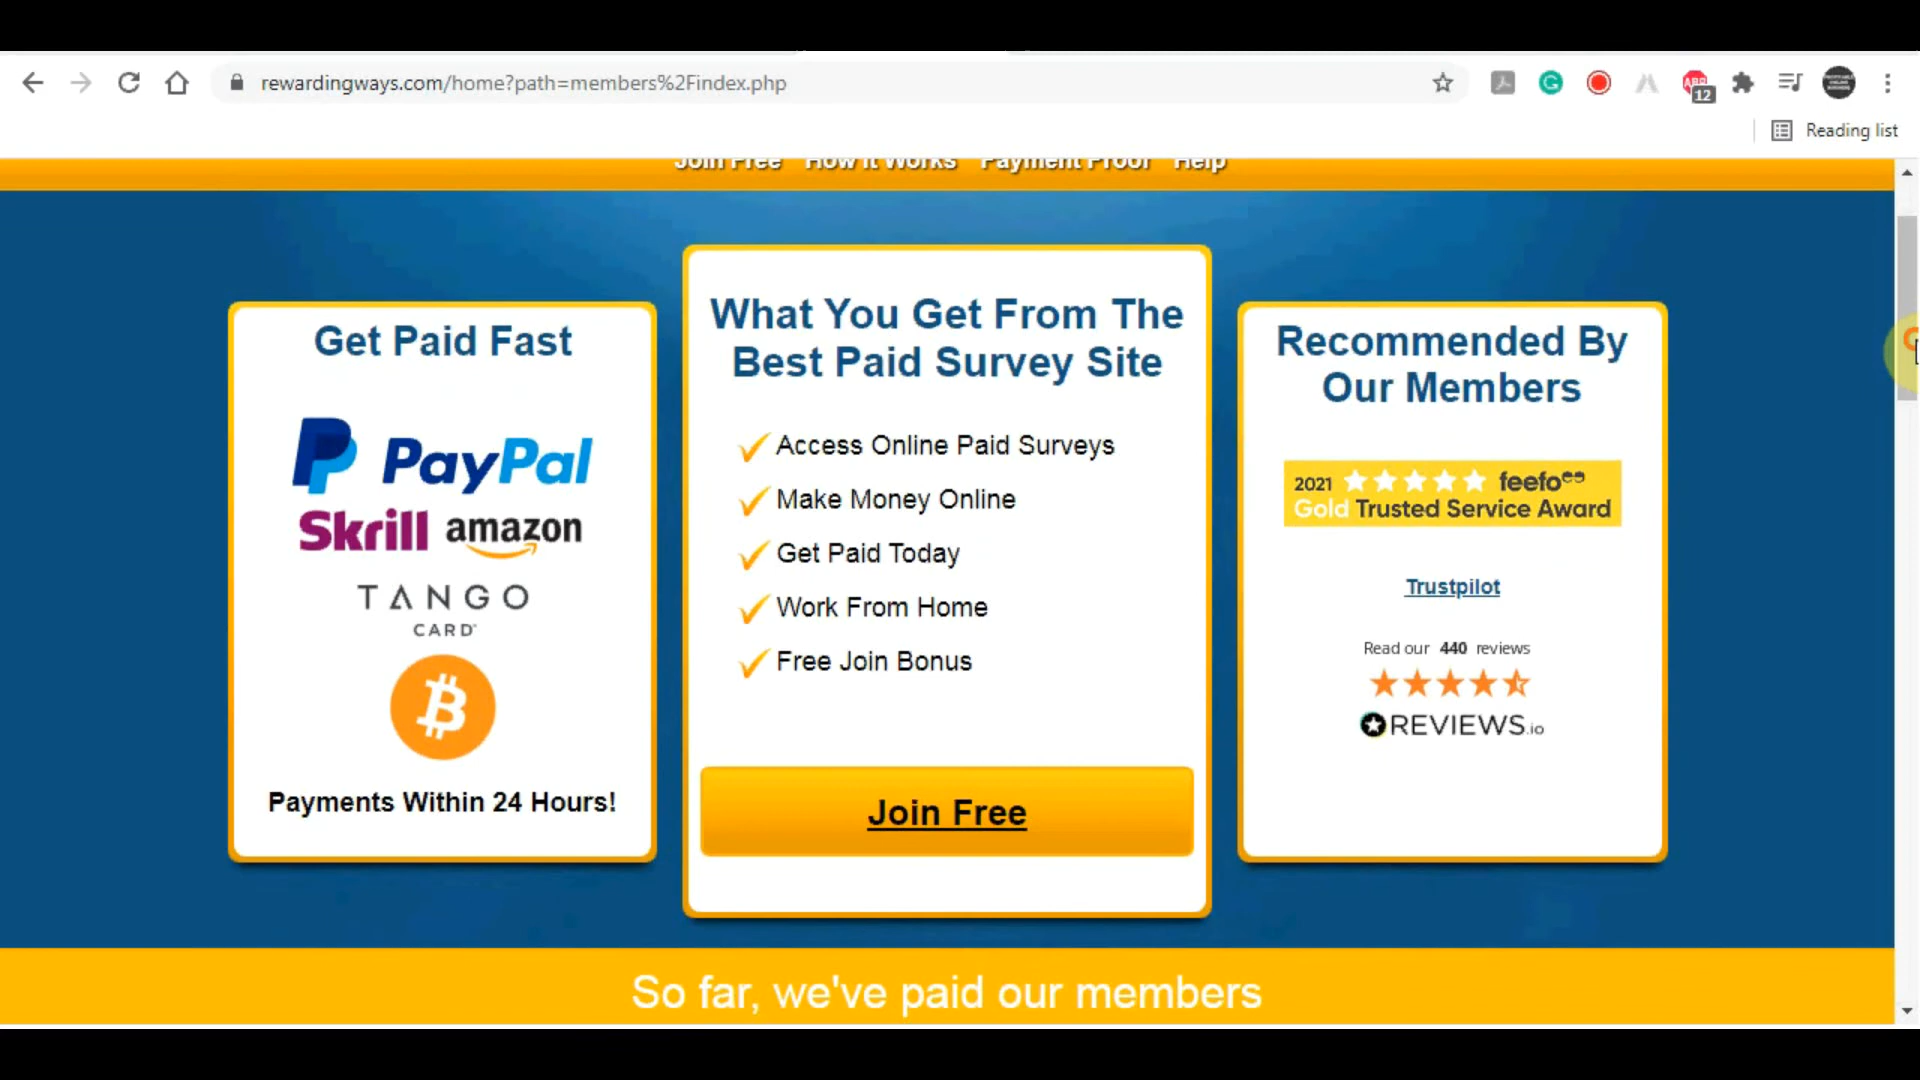 rewardingways.com/home?path=members%2Findex.php
12
Reading list
Join Free How It Works Payment Proof Help
Get Paid Fast
PayPal
Skrill amazon
TANGO
CARD
Payments Within 24 Hours!
What You Get From The
Best Paid Survey Site
Access Online Paid Surveys
Make Money Online
Get Paid Today
Work From Home
Free Join Bonus
Join Free
Recommended By
Our Members
2021 feefo
Gold Trusted Service Award
Trustpilot
Read our 440 reviews
REVIEWS.io
So far, we've paid our members